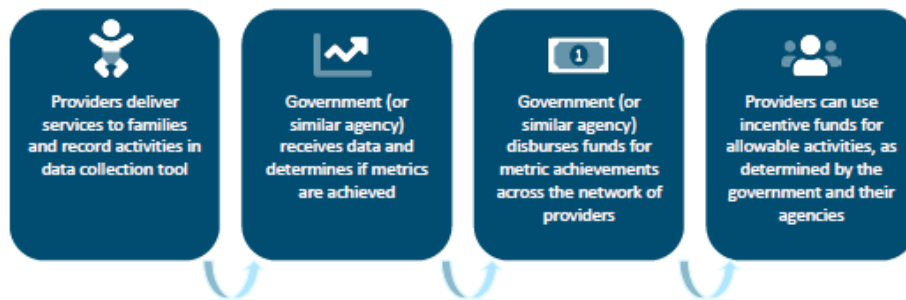 Providers deliver
services to families
and record activities in
data collection tool
Government (or
similar agency)
receives data and
determines if metrics
are achieved
1
Government (or
similar agency)
disburses funds for
metric achievements
across the network of
providers
Providers can use
incentive funds for
allowable activities, as
determined by the
government and their
agencies